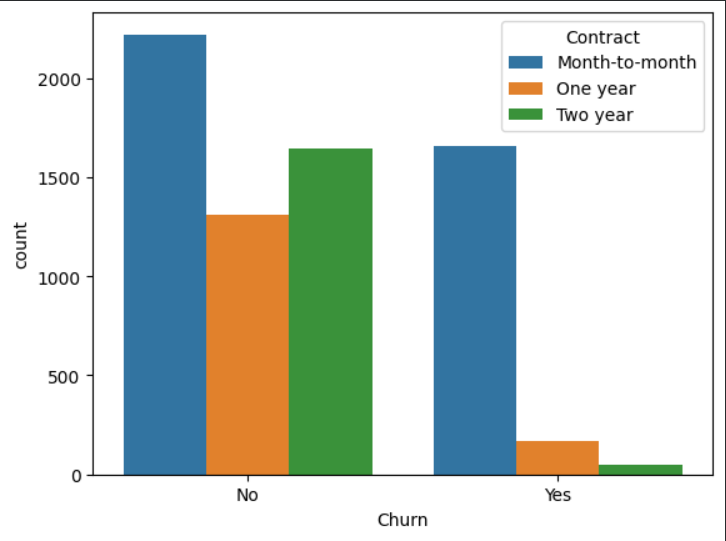 Contract
Month-to-month
One year
Two year
2000
1500
1000
500
0
count
No
Yes
Churn